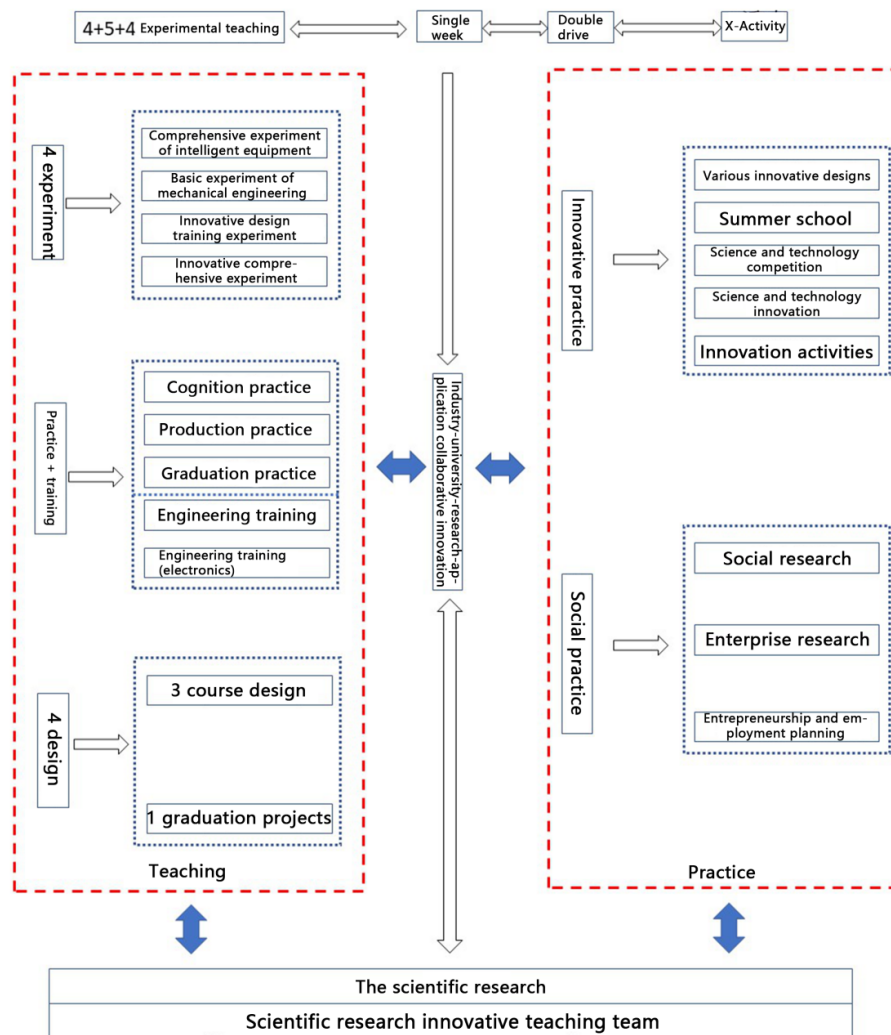 4+5+4 Experimental teaching
Single
week
Double
drive
X-Activity
4 experiment
Comprehensive experiment
of intelligent equipment
Basic experiment of
mechanical engineering
Innovative design
training experiment
Innovative compre-
hensive experiment
Practice + training
Cognition practice
Production practice
Graduation practice
Engineering training
Engineering training
(electronics)
4 design
3 course design
1 graduation projects
Teaching
Industry-university-research-ap-
plication collaborative innovation
Innovative practice
Various innovative designs
Summer school
Science and technology
competition
Science and technology
innovation
Innovation activities
Social practice
Social research
Enterprise research
Entrepreneurship and em-
ployment planning
Practice
The scientific research
Scientific research innovative teaching team